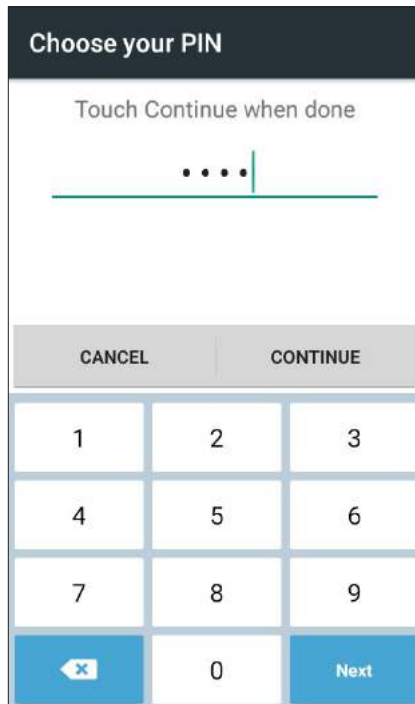 Choose your PIN
Touch Continue when done
••••
CANCEL CONTINUE
1 2 3
4 5 6
7 8 9
0 Next